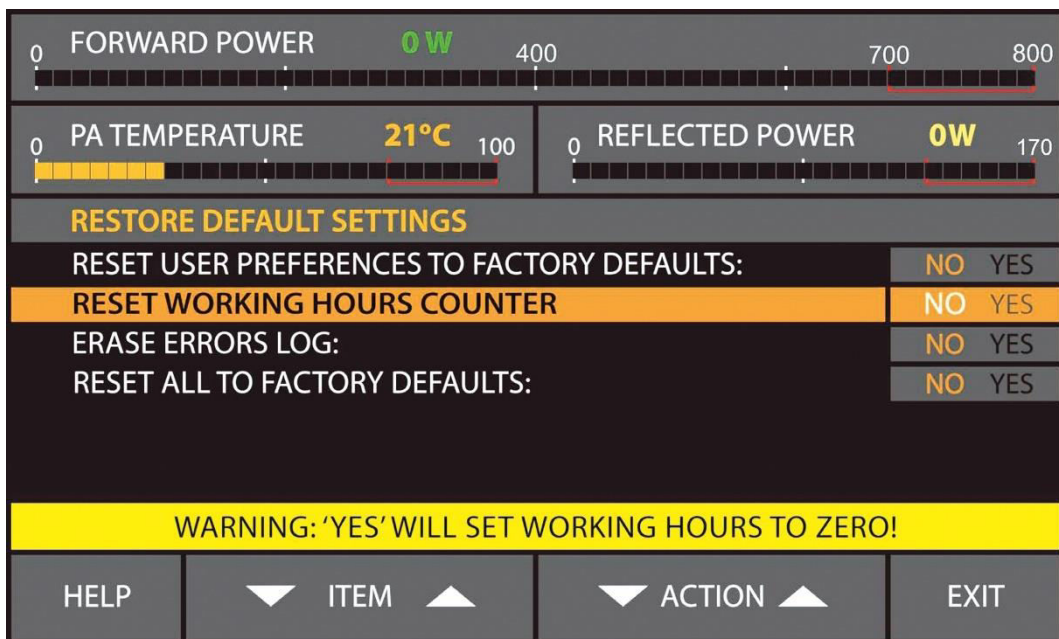 0 FORWARD POWER 0 W 400 700 800
0 PA TEMPERATURE 21°C 100
0 REFLECTED POWER 0W 170
RESTORE DEFAULT SETTINGS
RESET USER PREFERENCES TO FACTORY DEFAULTS: NO YES
RESET WORKING HOURS COUNTER NO YES
ERASE ERRORS LOG: NO YES
RESET ALL TO FACTORY DEFAULTS: NO YES
WARNING: ‘YES’ WILL SET WORKING HOURS TO ZERO!
HELP ITEM ACTION EXIT